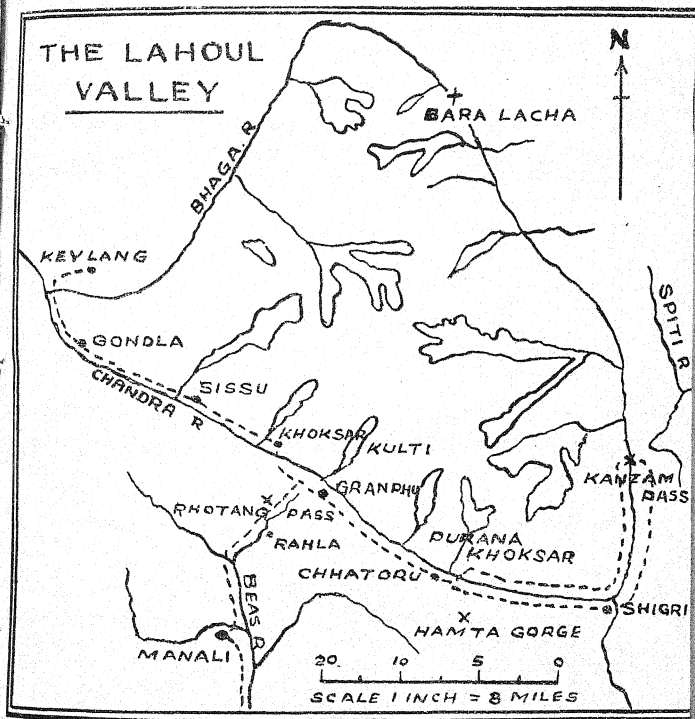 THE LAHOUL
VALLEY
N
BARA LACHA
BHAGA. R
KEYLANG
SPITI R
GONDLA
CHANDRA R
SISSU
KHOKSAR
KULTI
KANZAM
PASS
GRANPHU
RHOTANG PASS
RAHLA
PURANA
KHOKSAR
CHHATORU
SHIGRI
BEAS R
HAMTA GORGE
MANALI
20 10 5 0
SCALE 1 INCH = 8 MILES